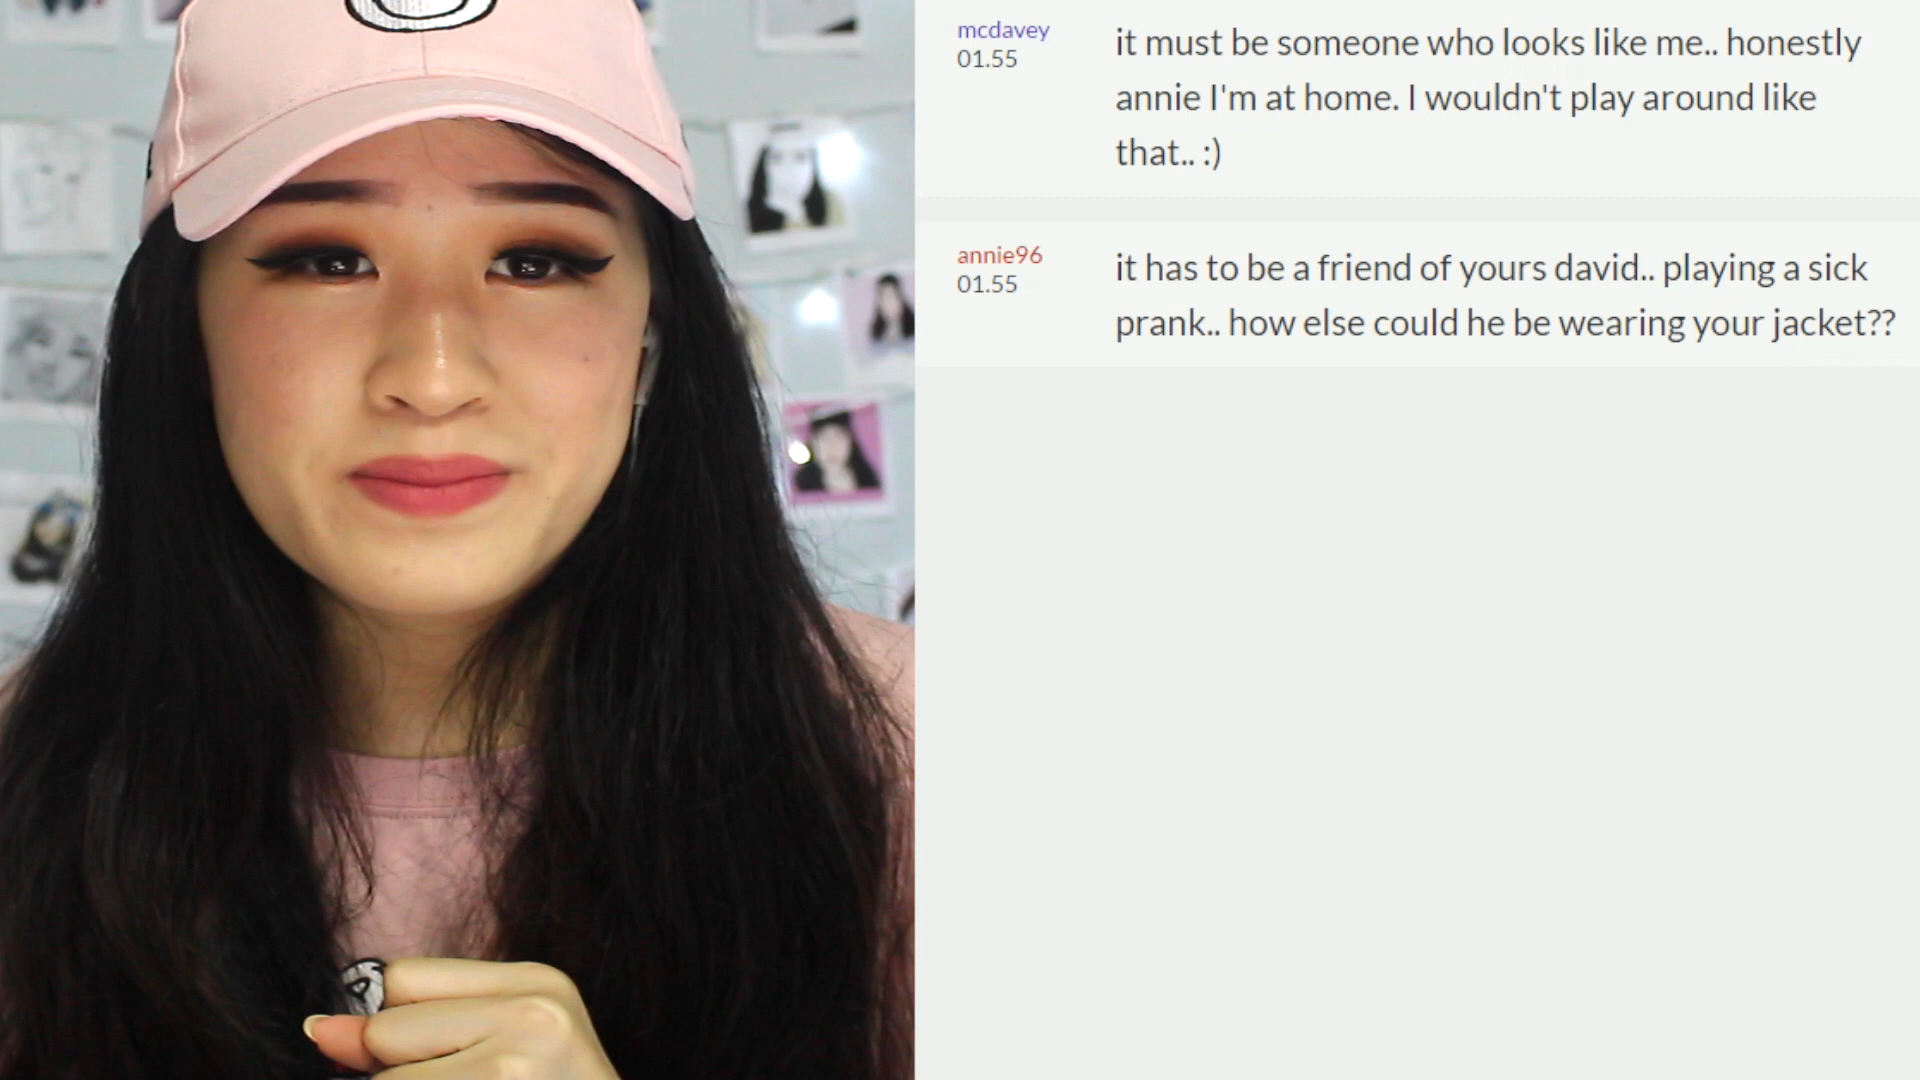 mcdavey
01.55
it must be someone who looks like me.. honestly
annie I'm at home. I wouldn't play around like
that.. :)
annie96
01.55
it has to be a friend of yours david.. playing a sick
prank.. how else could he be wearing your jacket??